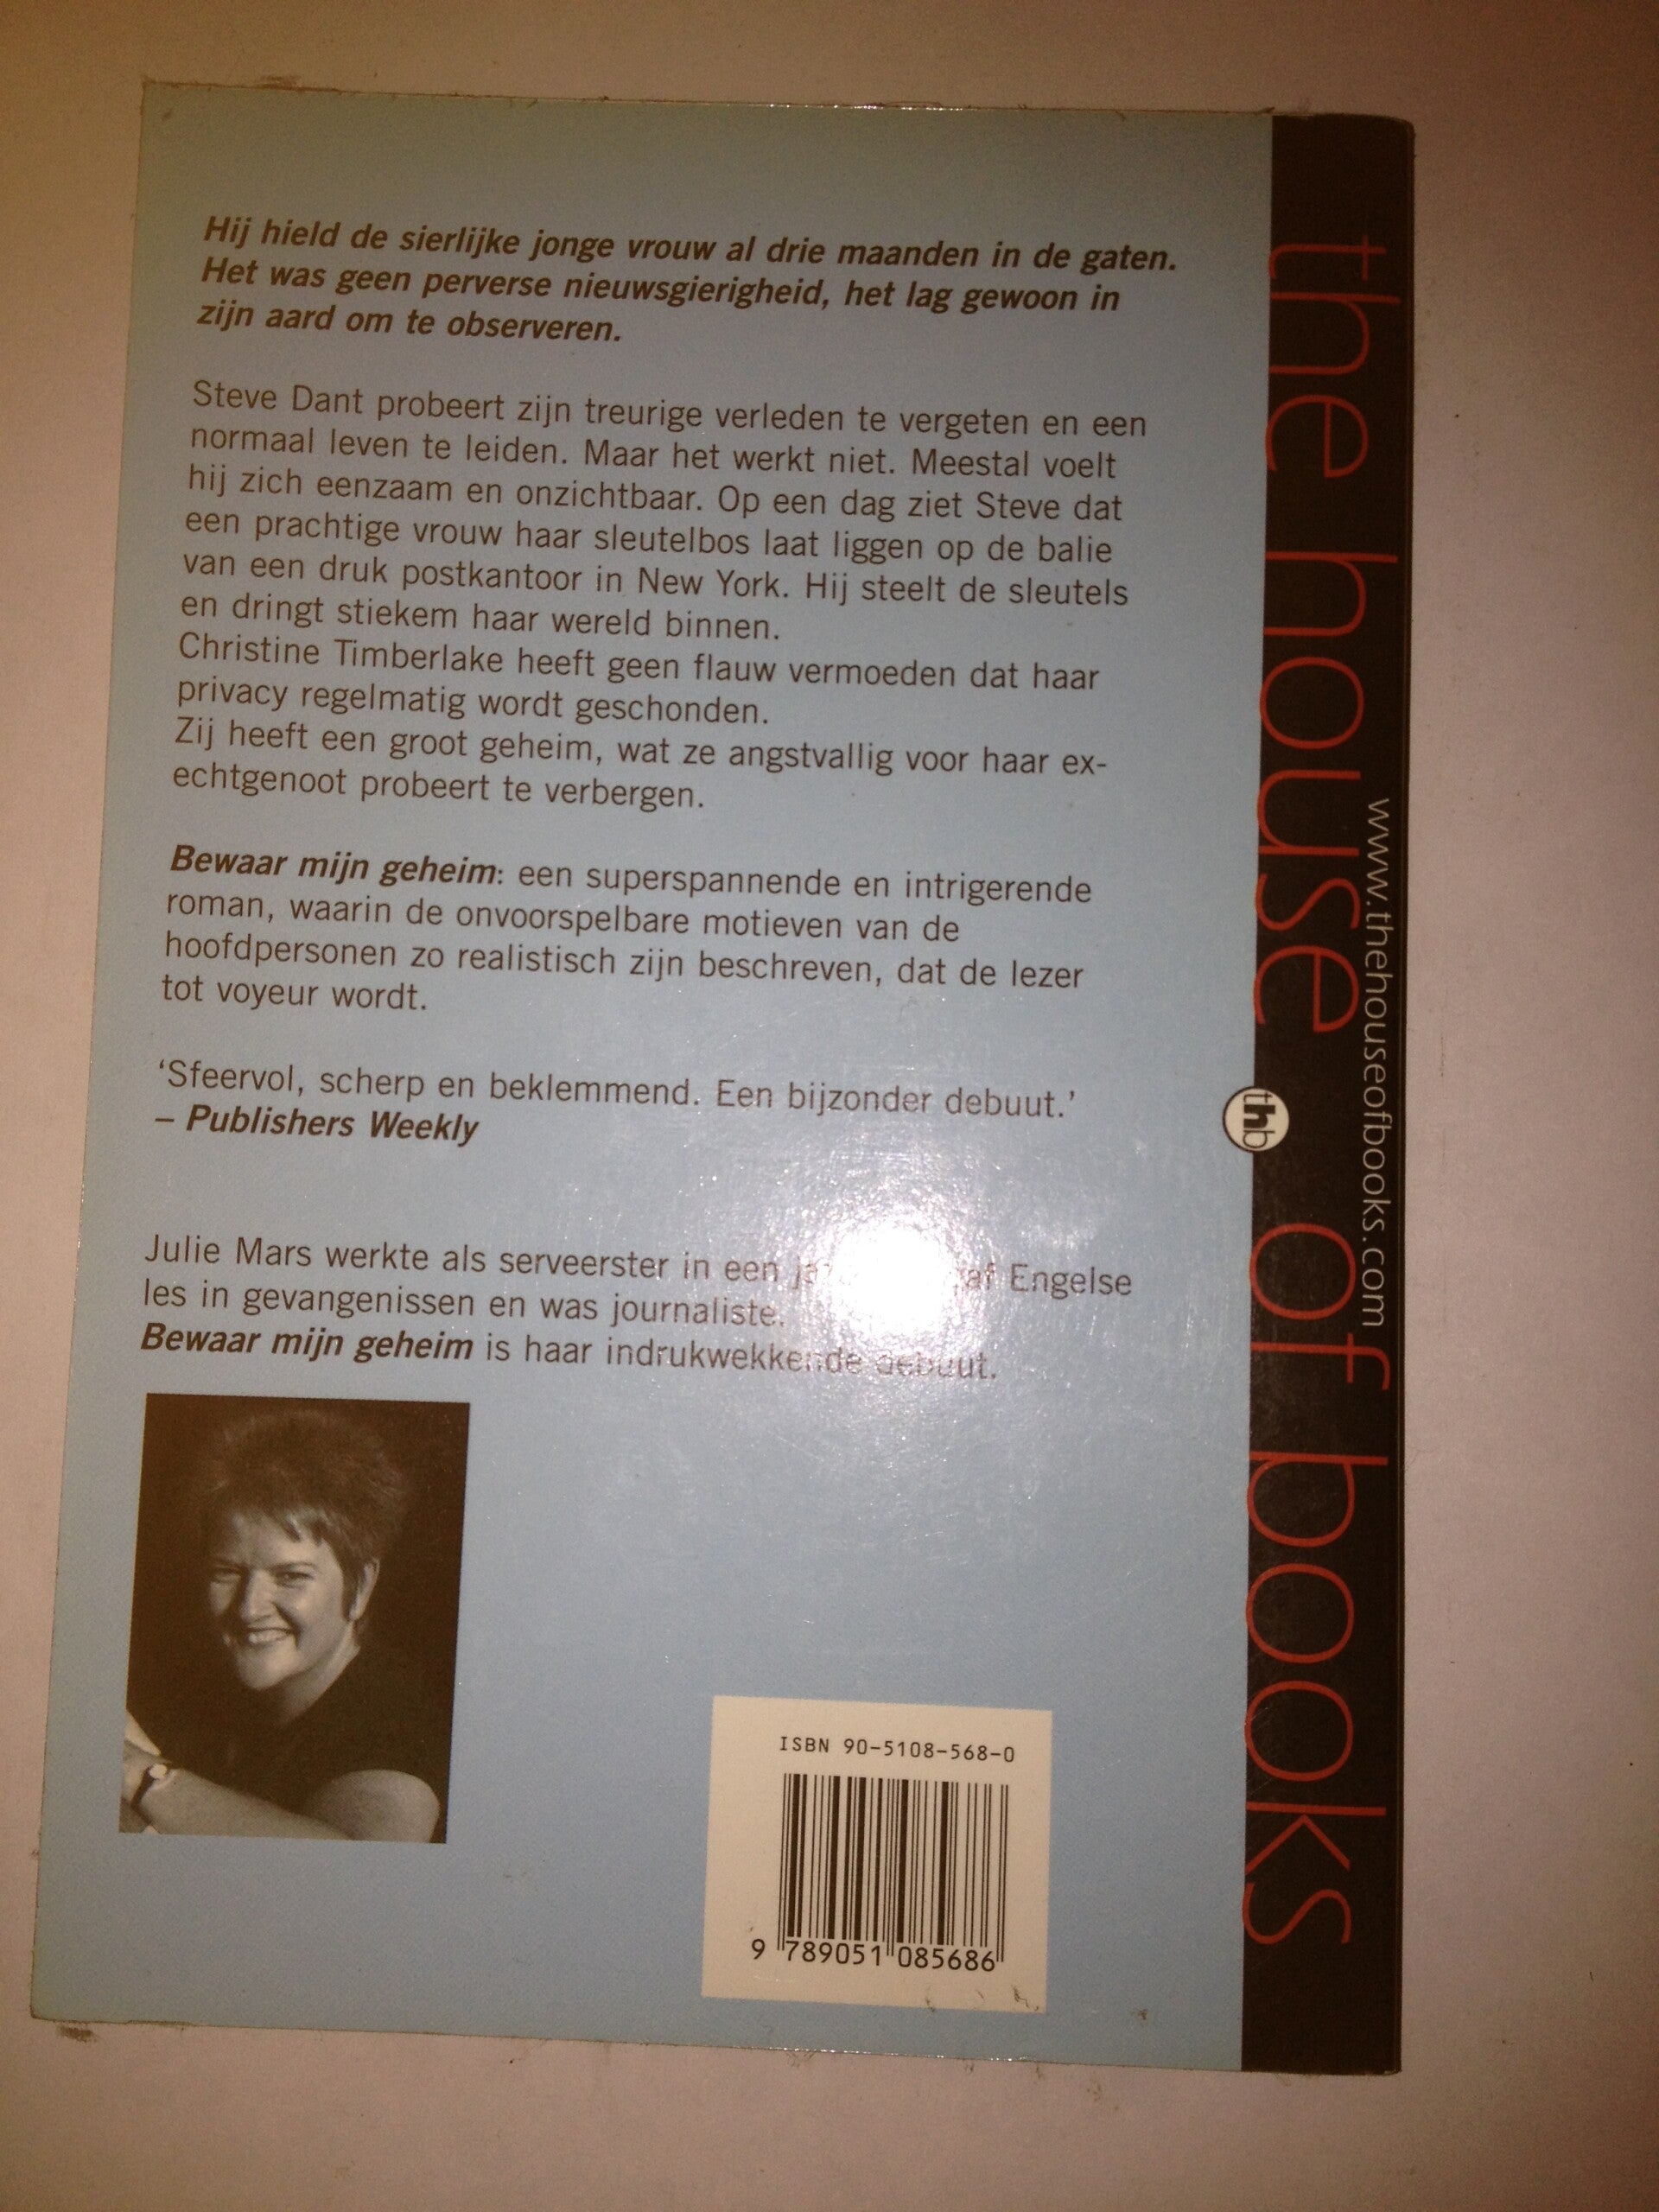 Hij hield de sierlijke jonge vrouw al drie maanden in de gaten.
Het was geen perverse nieuwsgierigheid, het lag gewoon in
zijn aard om te observeren.
Steve Dant probeert zijn treurige verleden te vergeten en een
normaal leven te leiden. Maar het werkt niet. Meestal voelt
hij zich eenzaam en onzichtbaar. Op een dag ziet Steve dat
een prachtige vrouw haar sleutelbos laat liggen op de balie
van een druk postkantoor in New York. Hij steelt de sleutels
en dringt stiekem haar wereld binnen.
Christine Timberlake heeft geen flauw vermoeden dat haar
privacy regelmatig wordt geschonden.
Zij heeft een groot geheim, wat ze angstvallig voor haar ex-
echtgenoot probeert te verbergen.
Bewaar mijn geheim: een superspannende en intrigerende
roman, waarin de onvoorspelbare motieven van de
hoofdpersonen zo realistisch zijn beschreven, dat de lezer
tot voyeur wordt.
‘Sfeervol, scherp en beklemmend. Een bijzonder debuut.’
– Publishers Weekly
Julie Mars werkte als serveerster in een Engelse
les in gevangenissen en was journaliste.
Bewaar mijn geheim is haar indrukwekkende debuut.
ISBN 90-5108-568-0
9 789051 085686
the house of books
thb
www.thehouseofbooks.com